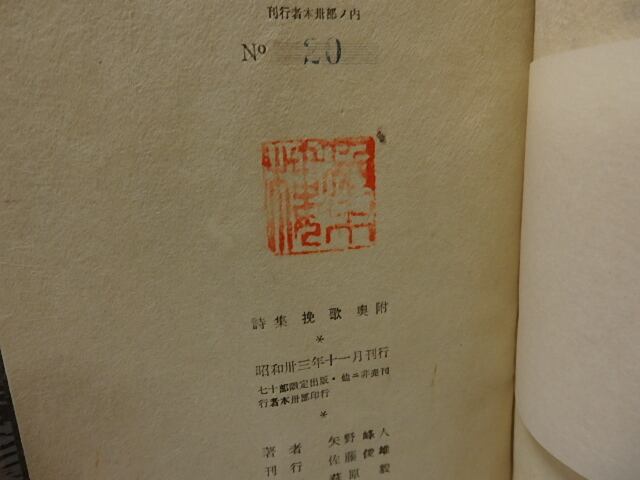 刊行者本卅部ノ内
No 20
詩集 挽歌 奥附
*
昭和卅三年十一月刊行
七十部限定出版・他ニ非売刊
行者本卅部印行
*
著者 矢野峰人
刊行 佐藤俊雄
原毅